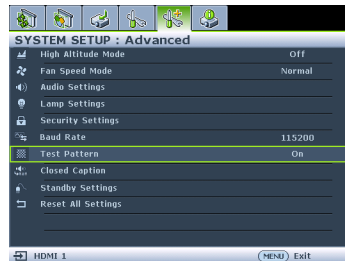 SYSTEM SETUP : Advanced
High Altitude Mode Off
Fan Speed Mode Normal
Audio Settings
Lamp Settings
Security Settings
Baud Rate 115200
Test Pattern On
Closed Caption
Standby Settings
Reset All Settings
HDMI 1 MENU Exit